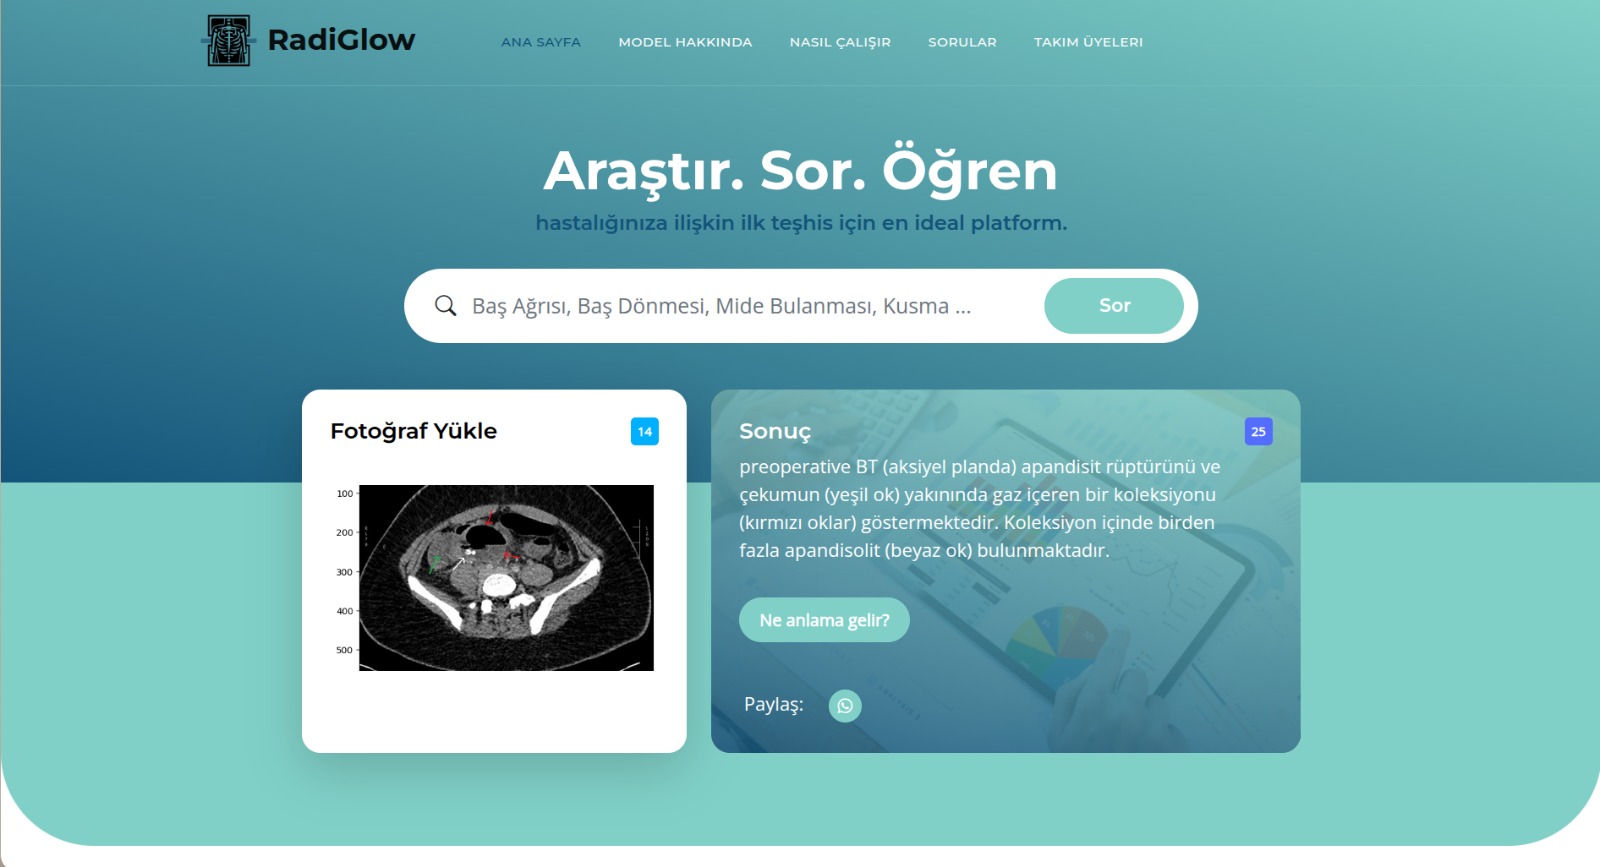 RadiGlow
ANA SAYFA
MODEL HAKKINDA
NASIL ÇALIŞIR
SORULAR
TAKIM ÜYELERI
Araştır. Sor. Öğren
hastalığınıza ilişkin ilk teşhis için en ideal platform.
Baş Ağrısı, Baş Dönmesi, Mide Bulanması, Kusma ...
Sor
Fotoğraf Yükle
14
100
200
300
400
500
Sonuç
25
preoperative BT (aksiyel planda) apandisit rüptürünü ve
çekumun (yeşil ok) yakınında gaz içeren bir koleksiyonu
(kırmızı oklar) göstermektedir. Koleksiyon içinde birden
fazla apandisolit (beyaz ok) bulunmaktadır.
Ne anlama gelir?
Paylaş: